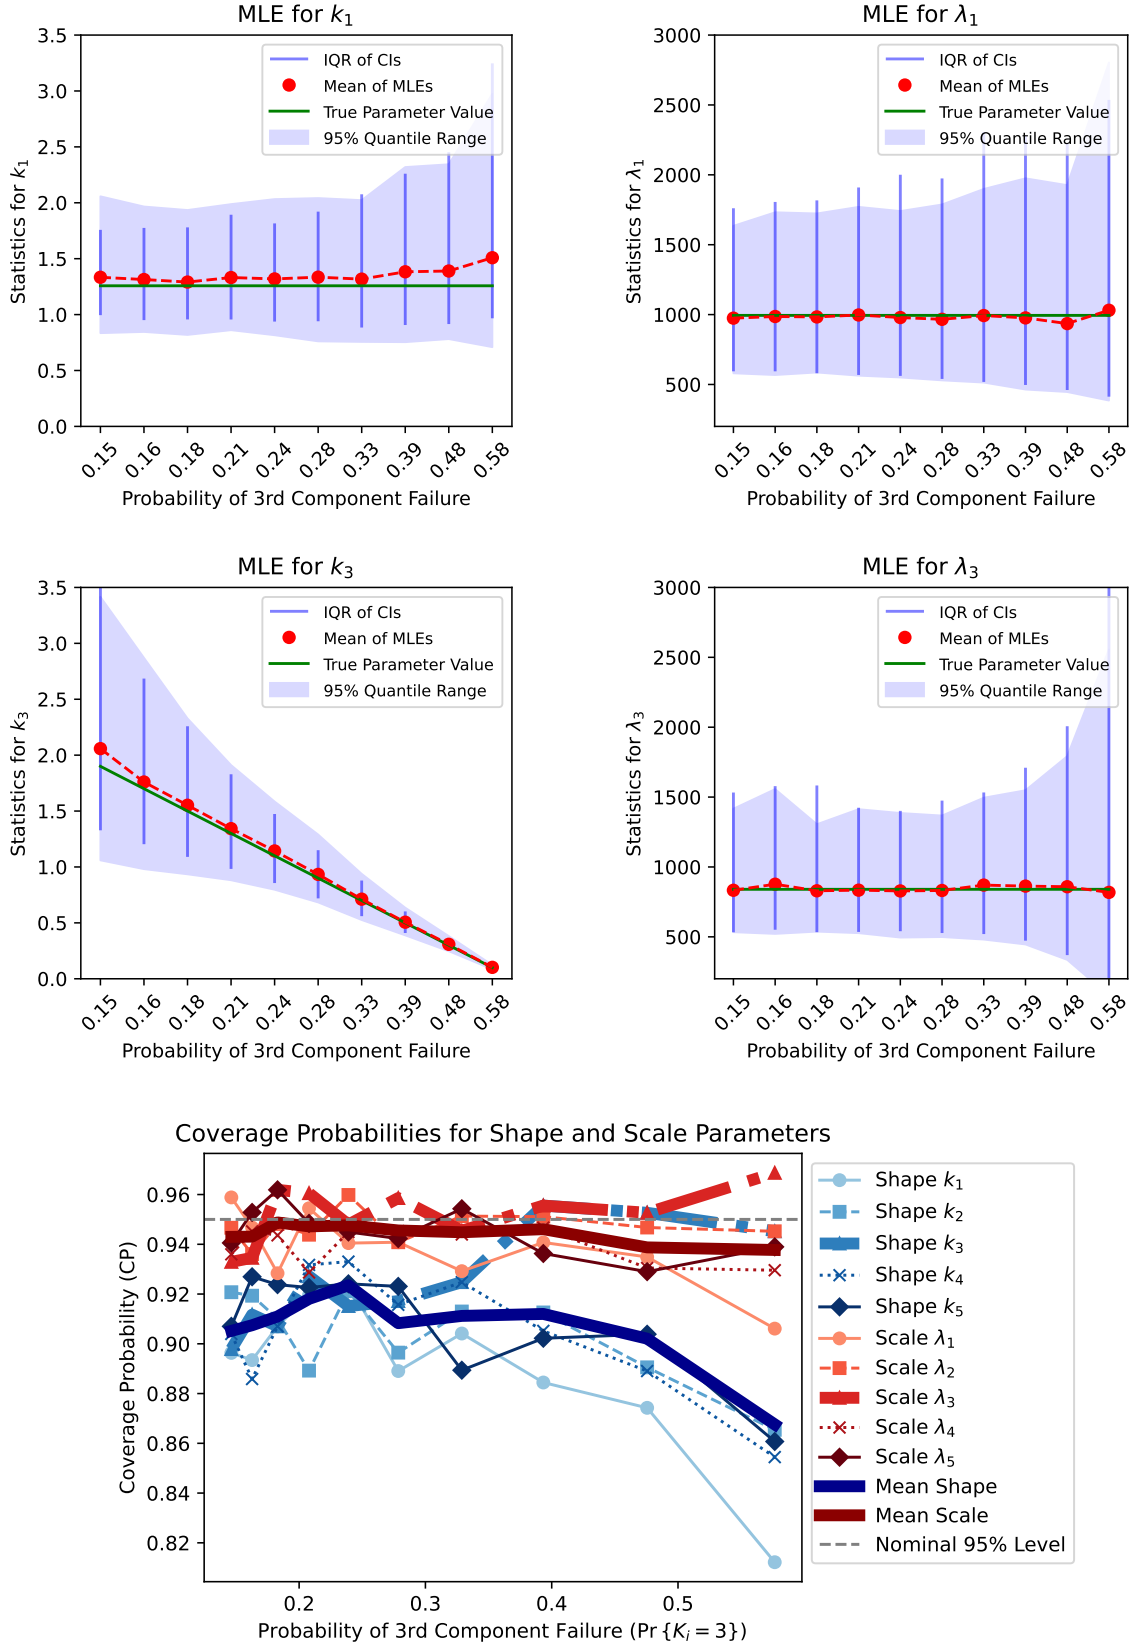 MLE for k₁
3.5
3.0
2.5
2.0
1.5
1.0
0.5
0.0
Statistics for k₁
IQR of CIs
Mean of MLEs
True Parameter Value
95% Quantile Range
0.15 0.16 0.18 0.21 0.24 0.28 0.33 0.39 0.48 0.58
Probability of 3rd Component Failure
MLE for λ₁
3000
2500
2000
1500
1000
500
Statistics for λ₁
IQR of CIs
Mean of MLEs
True Parameter Value
95% Quantile Range
0.15 0.16 0.18 0.21 0.24 0.28 0.33 0.39 0.48 0.58
Probability of 3rd Component Failure
MLE for k₃
3.5
3.0
2.5
2.0
1.5
1.0
0.5
0.0
Statistics for k₃
IQR of CIs
Mean of MLEs
True Parameter Value
95% Quantile Range
0.15 0.16 0.18 0.21 0.24 0.28 0.33 0.39 0.48 0.58
Probability of 3rd Component Failure
MLE for λ₃
3000
2500
2000
1500
1000
500
Statistics for λ₃
IQR of CIs
Mean of MLEs
True Parameter Value
95% Quantile Range
0.15 0.16 0.18 0.21 0.24 0.28 0.33 0.39 0.48 0.58
Probability of 3rd Component Failure
Coverage Probabilities for Shape and Scale Parameters
0.96
0.94
0.92
0.90
0.88
0.86
0.84
0.82
Coverage Probability (CP)
0.2 0.3 0.4 0.5
Probability of 3rd Component Failure (Pr{Kᵢ = 3})
Shape k₁
Shape k₂
Shape k₃
Shape k₄
Shape k₅
Scale λ₁
Scale λ₂
Scale λ₃
Scale λ₄
Scale λ₅
Mean Shape
Mean Scale
Nominal 95% Level